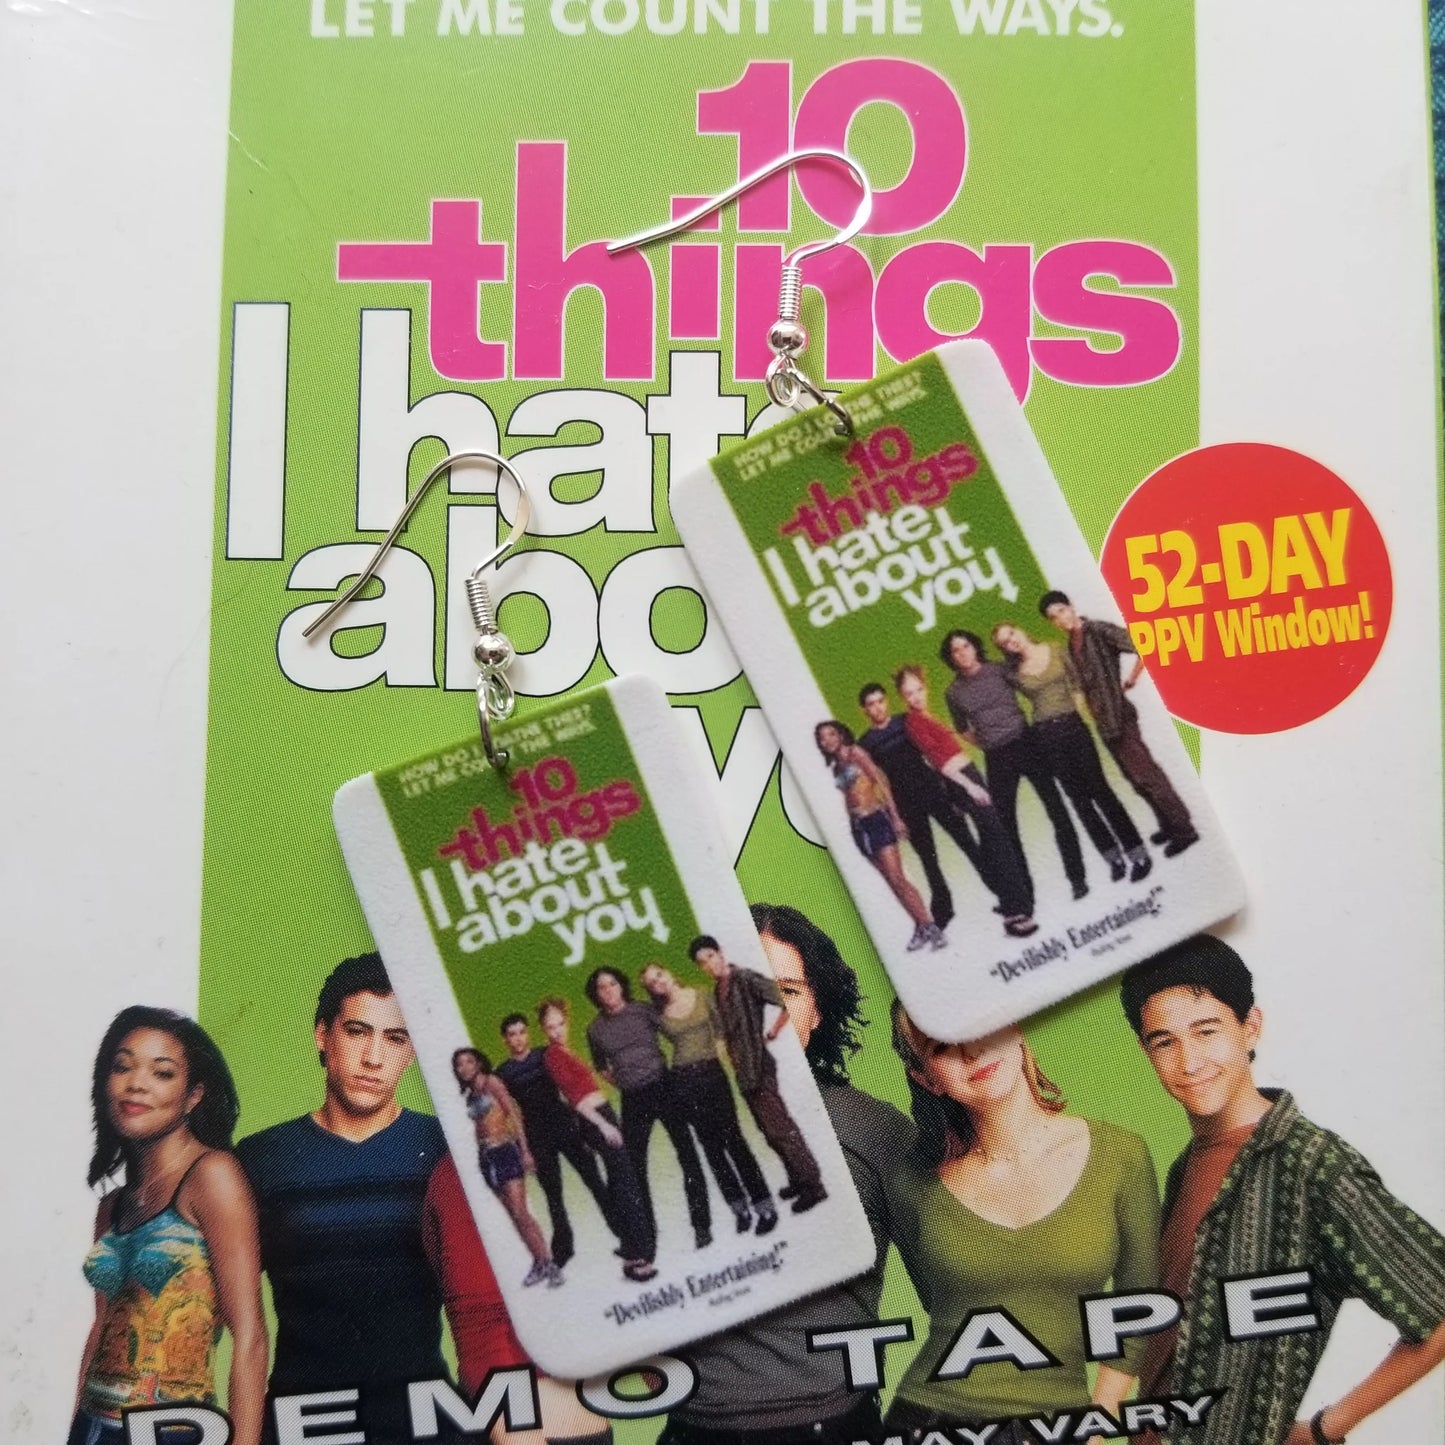 LET ME COUNT THE WAYS.
10
things
I hate
abo
y
52-DAY
PPV Window!
HOW DO I LOATHE THEE?
LET ME COUNT THE WAYS.
10
things
I hate
about
you
"Devilishly Entertaining!"
HOW DO I LOATHE THEE?
LET ME COUNT THE WAYS.
10
things
I hate
about
you
"Devilishly Entertaining!"
DEMO TAPE
MAY VARY